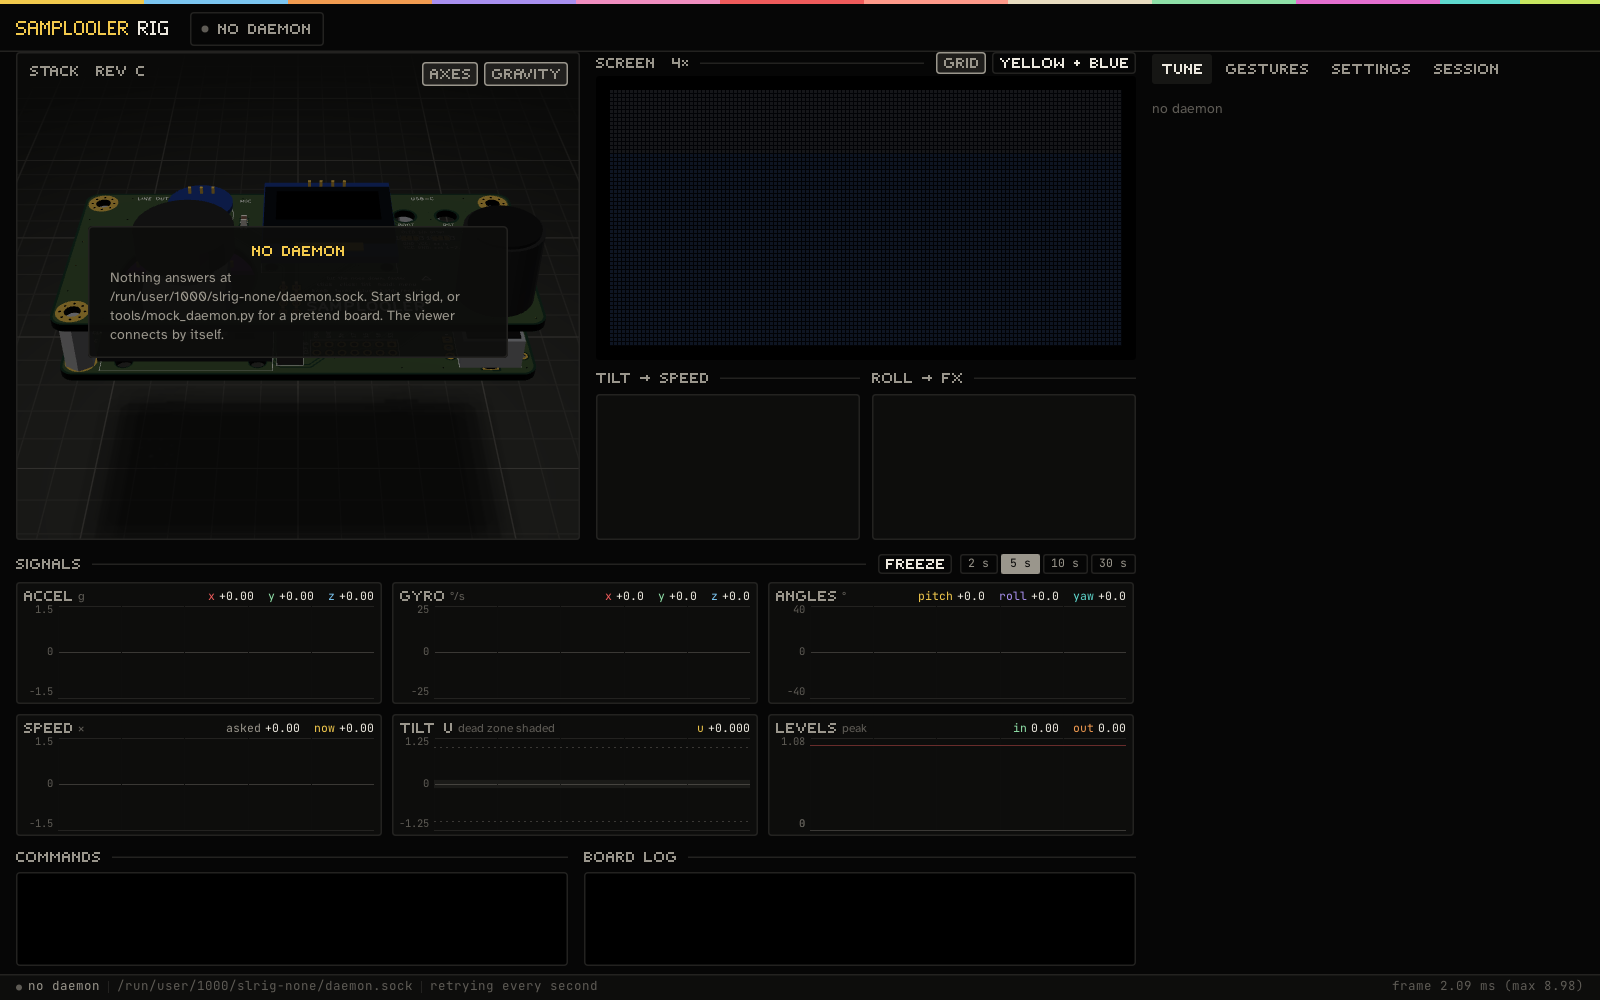 SAMPLOOLER RIG
NO DAEMON
STACK REV C
AXES
GRAVITY
LINE OUT
USB-C
NO DAEMON
Nothing answers at
/run/user/1000/slrig-none/daemon.sock. Start slrigd, or
tools/mock_daemon.py for a pretend board. The viewer
connects by itself.
SCREEN 4×
GRID
YELLOW + BLUE
TILT → SPEED
ROLL → FX
TUNE
GESTURES
SETTINGS
SESSION
no daemon
SIGNALS
FREEZE
2 s
5 s
10 s
30 s
ACCEL g
x +0.00 y +0.00 z +0.00
1.5
0
-1.5
GYRO °/s
x +0.0 y +0.0 z +0.0
25
0
-25
ANGLES °
pitch +0.0 roll +0.0 yaw +0.0
40
0
-40
SPEED ×
asked +0.00 now +0.00
1.5
0
-1.5
TILT U dead zone shaded
u +0.000
1.25
0
-1.25
LEVELS peak
in 0.00 out 0.00
1.08
0
COMMANDS
BOARD LOG
no daemon
/run/user/1000/slrig-none/daemon.sock
retrying every second
frame 2.09 ms (max 8.98)